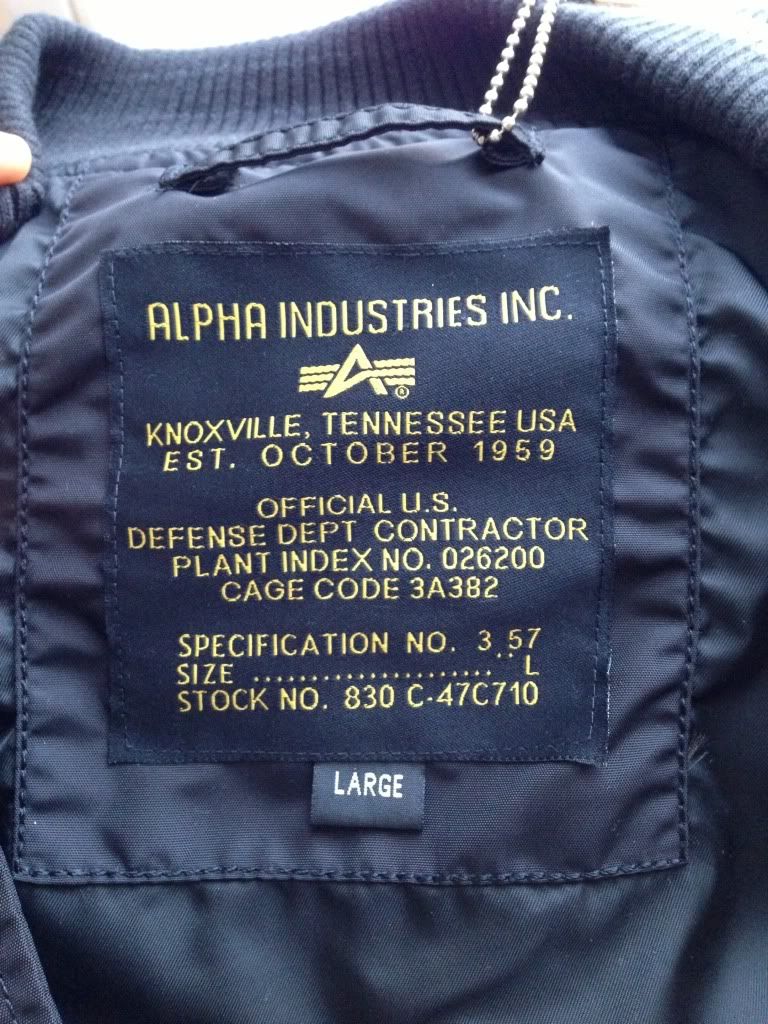 ALPHA INDUSTRIES INC.
®
KNOXVILLE, TENNESSEE USA
EST. OCTOBER 1959
OFFICIAL U.S.
DEFENSE DEPT CONTRACTOR
PLANT INDEX NO. 026200
CAGE CODE 3A382
SPECIFICATION NO. 3.57
SIZE ........................ L
STOCK NO. 830 C-47C710
LARGE